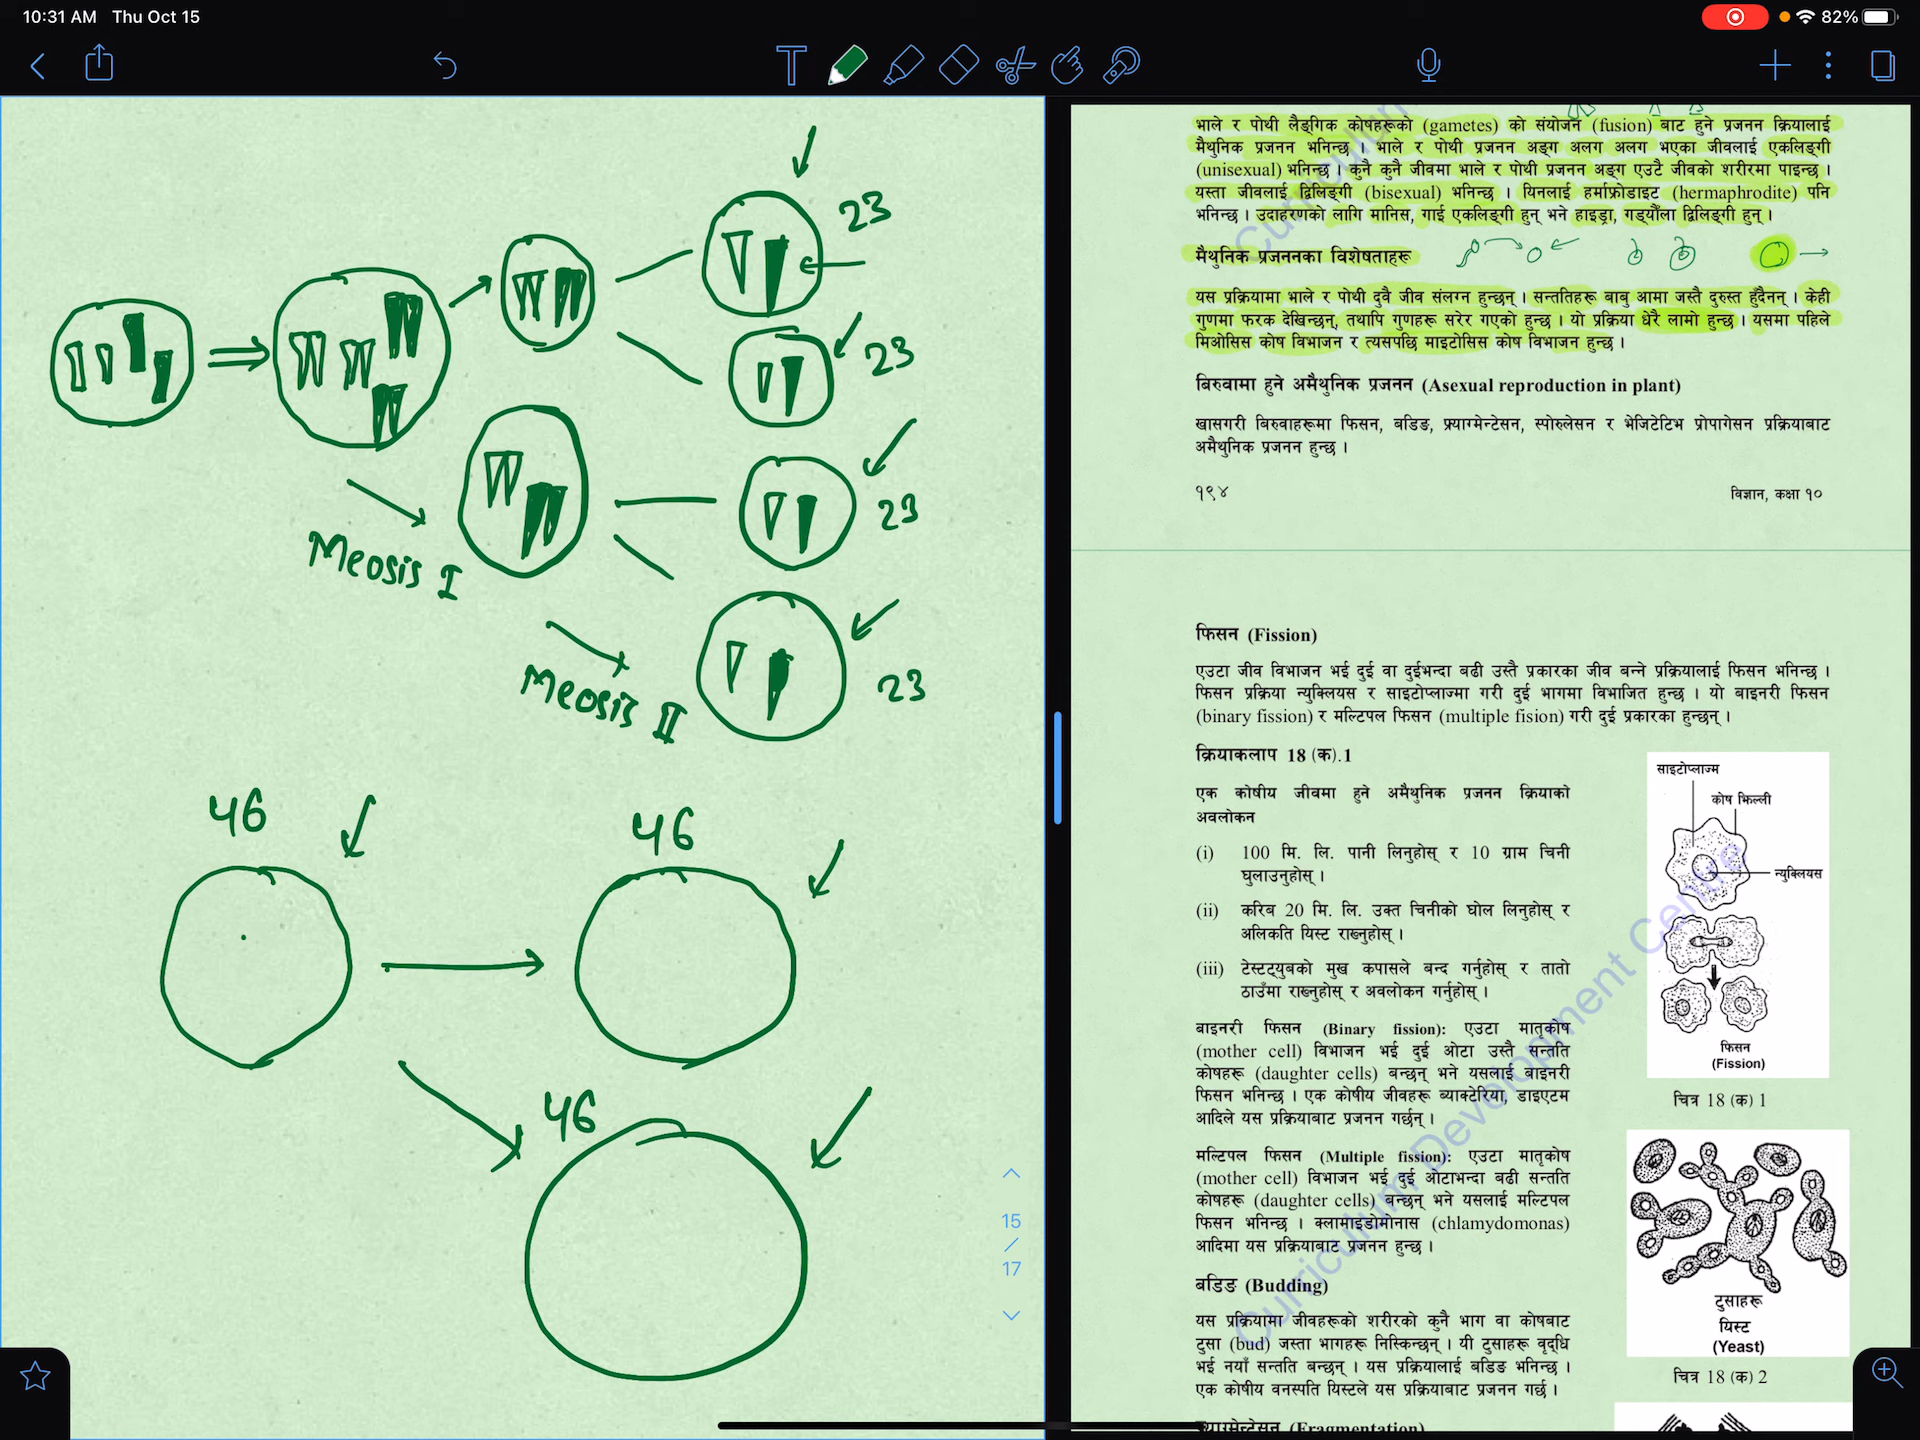 10:31 AM Thu Oct 15
82%
23
23
23
23
Meosis I
Meosis II
46
46
46
15
/
17
भाले र पोथी लैङ्गिक कोषहरूको (gametes) को संयोजन (fusion) बाट हुने प्रजनन क्रियालाई
मैथुनिक प्रजनन भनिन्छ । भाले र पोथी प्रजनन अङ्ग अलग अलग भएका जीवलाई एकलिङ्गी
(unisexual) भनिन्छ । कुनै कुनै जीवमा भाले र पोथी प्रजनन अङ्ग एउटै जीवको शरीरमा पाइन्छ ।
यस्ता जीवलाई द्विलिङ्गी (bisexual) भनिन्छ । यिनलाई हर्माफ्रोडाइट (hermaphrodite) पनि
भनिन्छ । उदाहरणको लागि मानिस, गाई एकलिङ्गी हुन् भने हाइड्रा, गड्यौँला द्विलिङ्गी हुन् ।
मैथुनिक प्रजननका विशेषताहरू
यस प्रक्रियामा भाले र पोथी दुवै जीव संलग्न हुन्छन् । सन्ततिहरू बाबु आमा जस्तै दुरुस्त हुँदैनन् । केही
गुणमा फरक देखिन्छन्, तथापि गुणहरू सरेर गएको हुन्छ । यो प्रक्रिया धेरै लामो हुन्छ । यसमा पहिले
मिओसिस कोष विभाजन र त्यसपछि माइटोसिस कोष विभाजन हुन्छ ।
बिरुवामा हुने अमैथुनिक प्रजनन (Asexual reproduction in plant)
खासगरी बिरुवाहरूमा फिसन, बडिङ, फ्र्याग्मेन्टेसन, स्पोरुलेसन र भेजिटेटिभ प्रोपागेसन प्रक्रियाबाट
अमैथुनिक प्रजनन हुन्छ ।
१९४ विज्ञान, कक्षा १०
फिसन (Fission)
एउटा जीव विभाजन भई दुई वा दुईभन्दा बढी उस्तै प्रकारका जीव बन्ने प्रक्रियालाई फिसन भनिन्छ ।
फिसन प्रक्रिया न्युक्लियस र साइटोप्लाज्मा गरी दुई भागमा विभाजित हुन्छ । यो बाइनरी फिसन
(binary fission) र मल्टिपल फिसन (multiple fision) गरी दुई प्रकारका हुन्छन् ।
क्रियाकलाप 18 (क).1
एक कोषीय जीवमा हुने अमैथुनिक प्रजनन क्रियाको
अवलोकन
(i) 100 मि. लि. पानी लिनुहोस् र 10 ग्राम चिनी
घुलाउनुहोस् ।
(ii) करिब 20 मि. लि. उक्त चिनीको घोल लिनुहोस् र
अलिकति यिस्ट राख्नुहोस् ।
(iii) टेस्टट्युबको मुख कपासले बन्द गर्नुहोस् र तातो
ठाउँमा राख्नुहोस् र अवलोकन गर्नुहोस् ।
बाइनरी फिसन (Binary fission): एउटा मातृकोष
(mother cell) विभाजन भई दुई ओटा उस्तै सन्तति
कोषहरू (daughter cells) बन्छन् भने यसलाई बाइनरी
फिसन भनिन्छ । एक कोषीय जीवहरू ब्याक्टेरिया, डाइएटम
आदिले यस प्रक्रियाबाट प्रजनन गर्छन् ।
मल्टिपल फिसन (Multiple fission): एउटा मातृकोष
(mother cell) विभाजन भई दुई ओटाभन्दा बढी सन्तति
कोषहरू (daughter cells) बन्छन् भने यसलाई मल्टिपल
फिसन भनिन्छ । क्लामाइडोमोनास (chlamydomonas)
आदिमा यस प्रक्रियाबाट प्रजनन हुन्छ ।
बडिङ (Budding)
यस प्रक्रियामा जीवहरूको शरीरको कुनै भाग वा कोषबाट
टुसा (bud) जस्ता भागहरू निस्किन्छन् । यी टुसाहरू वृद्धि
भई नयाँ सन्तति बन्छन् । यस प्रक्रियालाई बडिङ भनिन्छ ।
एक कोषीय वनस्पति यिस्टले यस प्रक्रियाबाट प्रजनन गर्छ ।
(Fragmentation)
साइटोप्लाज्म
कोष झिल्ली
न्युक्लियस
फिसन
(Fission)
चित्र 18 (क) 1
टुसाहरू
यिस्ट
(Yeast)
चित्र 18 (क) 2
Curriculum Development Centre